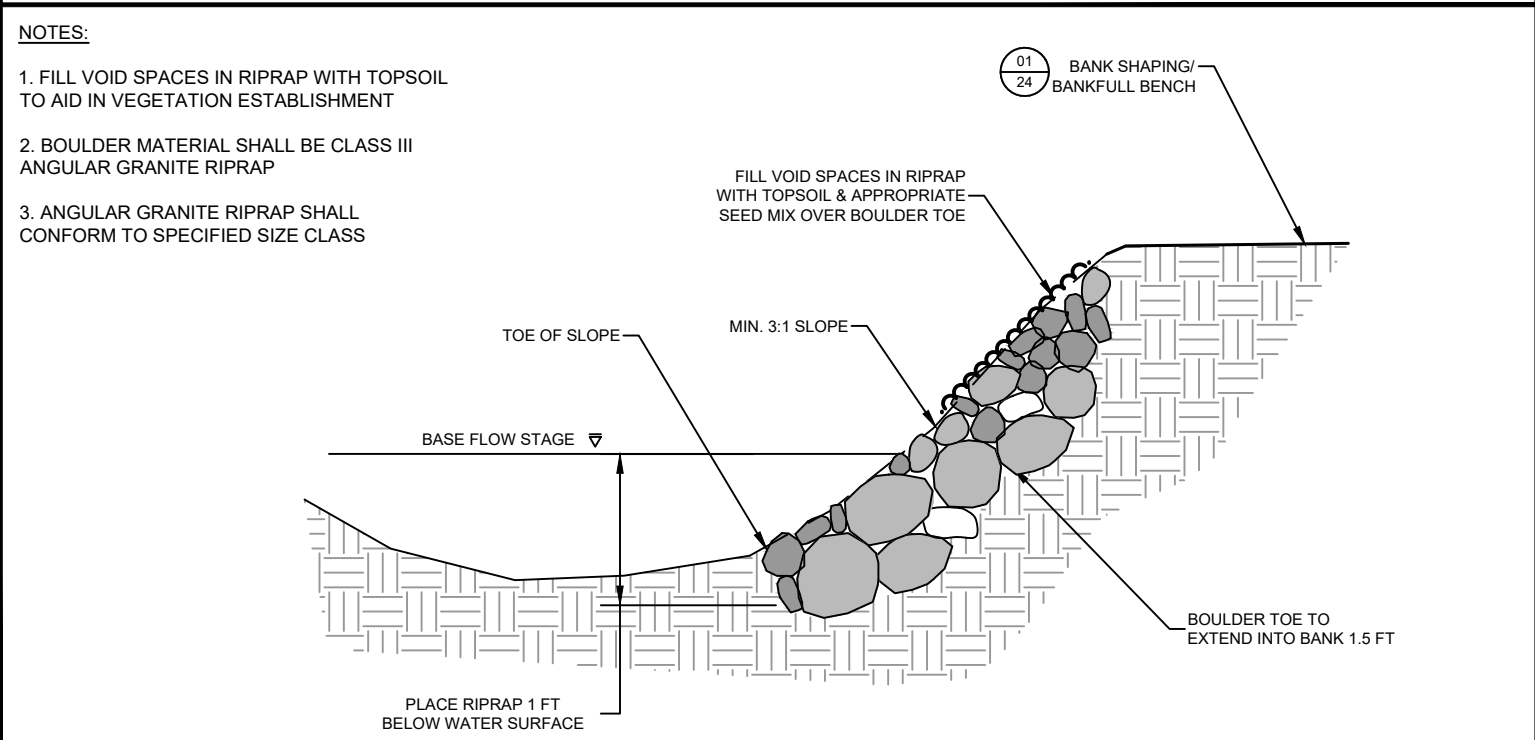 NOTES:
1. FILL VOID SPACES IN RIPRAP WITH TOPSOIL
TO AID IN VEGETATION ESTABLISHMENT
2. BOULDER MATERIAL SHALL BE CLASS III
ANGULAR GRANITE RIPRAP
3. ANGULAR GRANITE RIPRAP SHALL
CONFORM TO SPECIFIED SIZE CLASS
01
24
BANK SHAPING/
BANKFULL BENCH
FILL VOID SPACES IN RIPRAP
WITH TOPSOIL & APPROPRIATE
SEED MIX OVER BOULDER TOE
TOE OF SLOPE
MIN. 3:1 SLOPE
BASE FLOW STAGE
BOULDER TOE TO
EXTEND INTO BANK 1.5 FT
PLACE RIPRAP 1 FT
BELOW WATER SURFACE